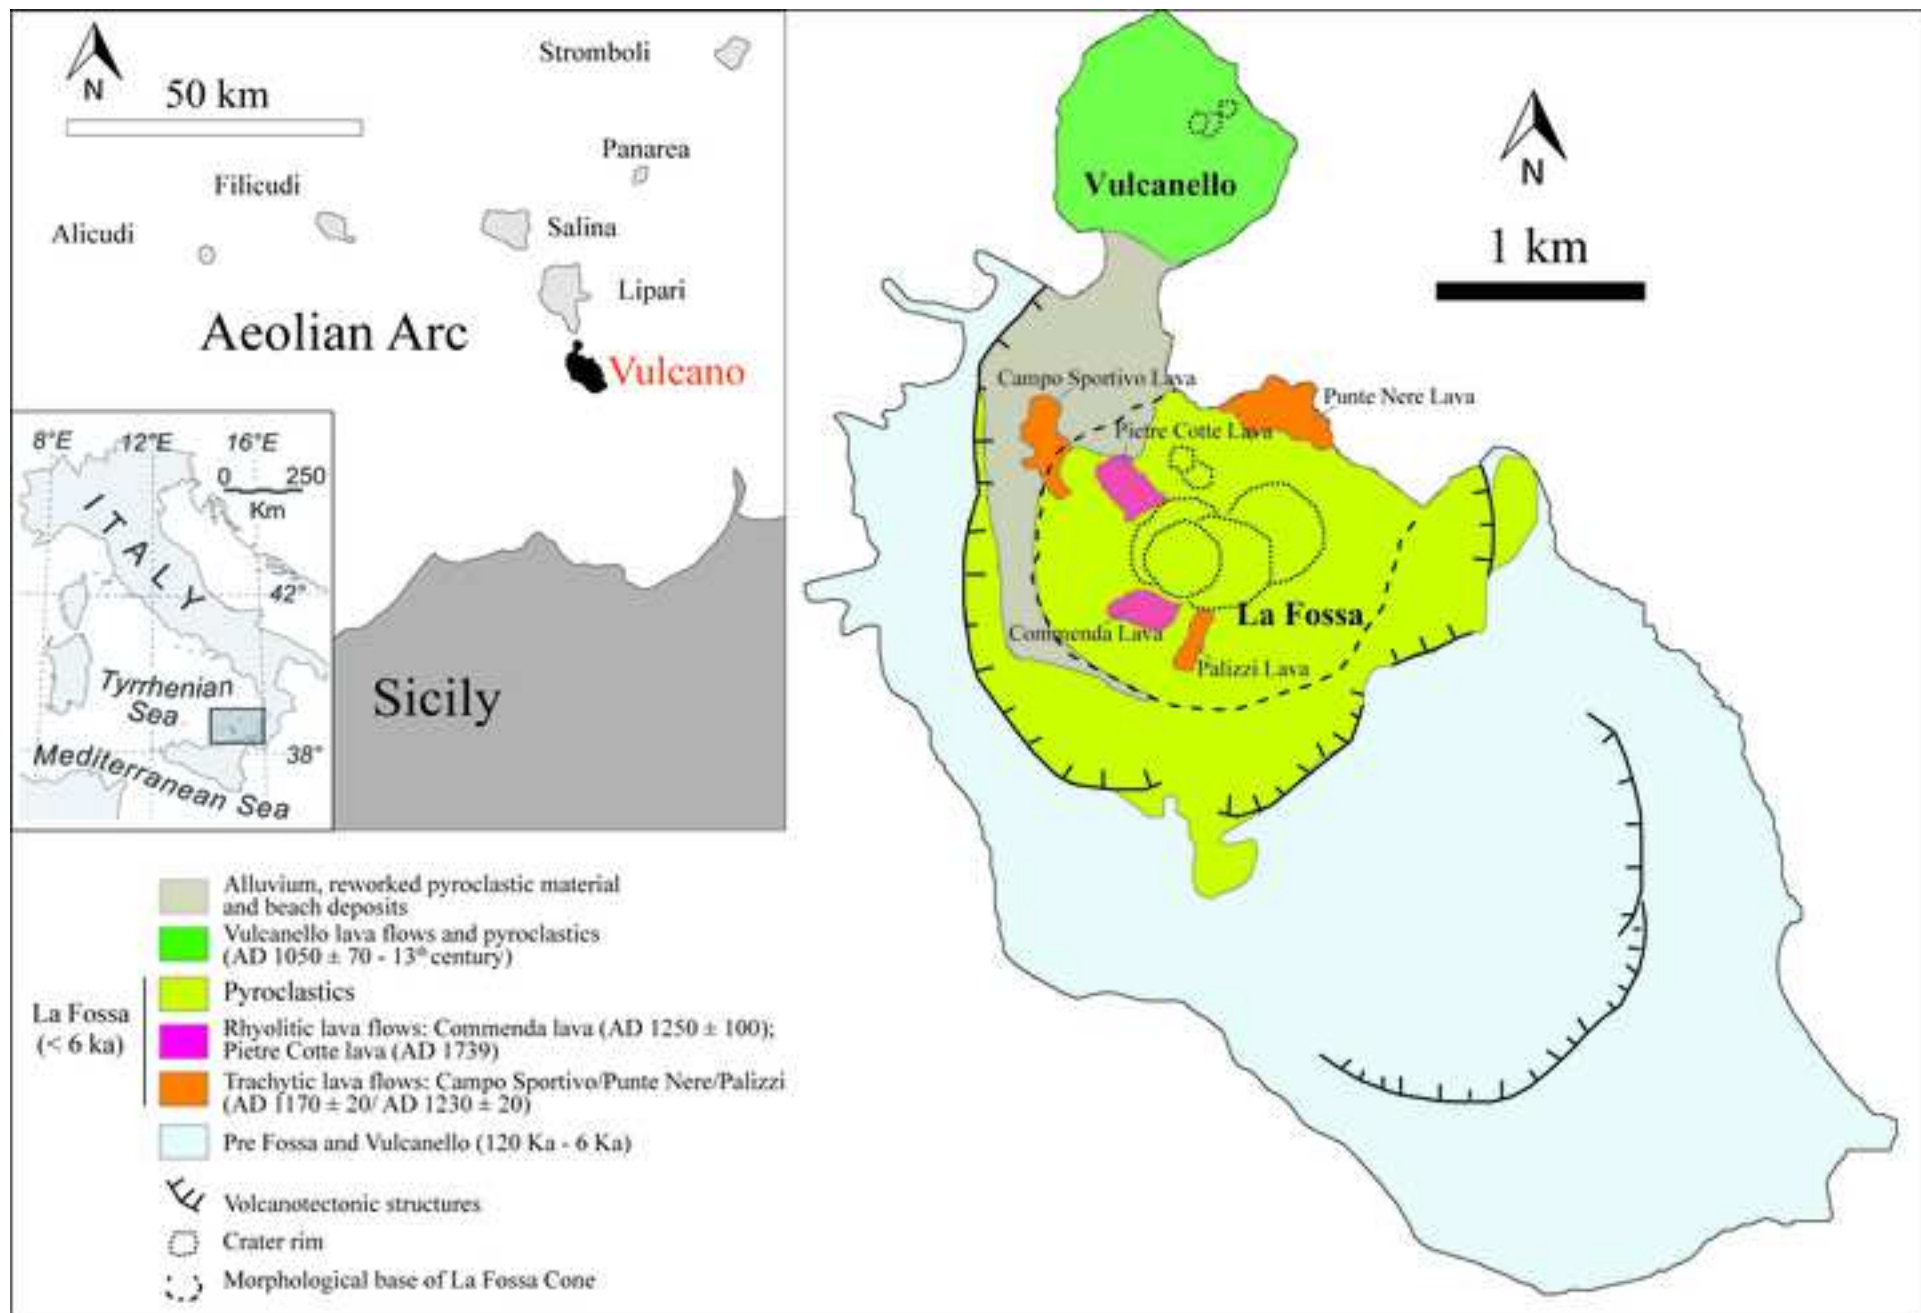 N
50 km
Stromboli
Panarea
Filicudi
Alicudi
Salina
Lipari
Aeolian Arc
Vulcano
8°E 12°E 16°E
0 250
Km
ITALY
42°
Tyrrhenian
Sea
38°
Mediterranean Sea
Sicily
Vulcanello
N
1 km
Campo Sportivo Lava
Punte Nere Lava
Pietre Cotte Lava
La Fossa
Commenda Lava
Palizzi Lava
Alluvium, reworked pyroclastic material
and beach deposits
Vulcanello lava flows and pyroclastics
(AD 1050 ± 70 - 13th century)
La Fossa
(< 6 ka)
Pyroclastics
Rhyolitic lava flows: Commenda lava (AD 1250 ± 100);
Pietre Cotte lava (AD 1739)
Trachytic lava flows: Campo Sportivo/Punte Nere/Palizzi
(AD 1170 ± 20/ AD 1230 ± 20)
Pre Fossa and Vulcanello (120 Ka - 6 Ka)
Volcanotectonic structures
Crater rim
Morphological base of La Fossa Cone